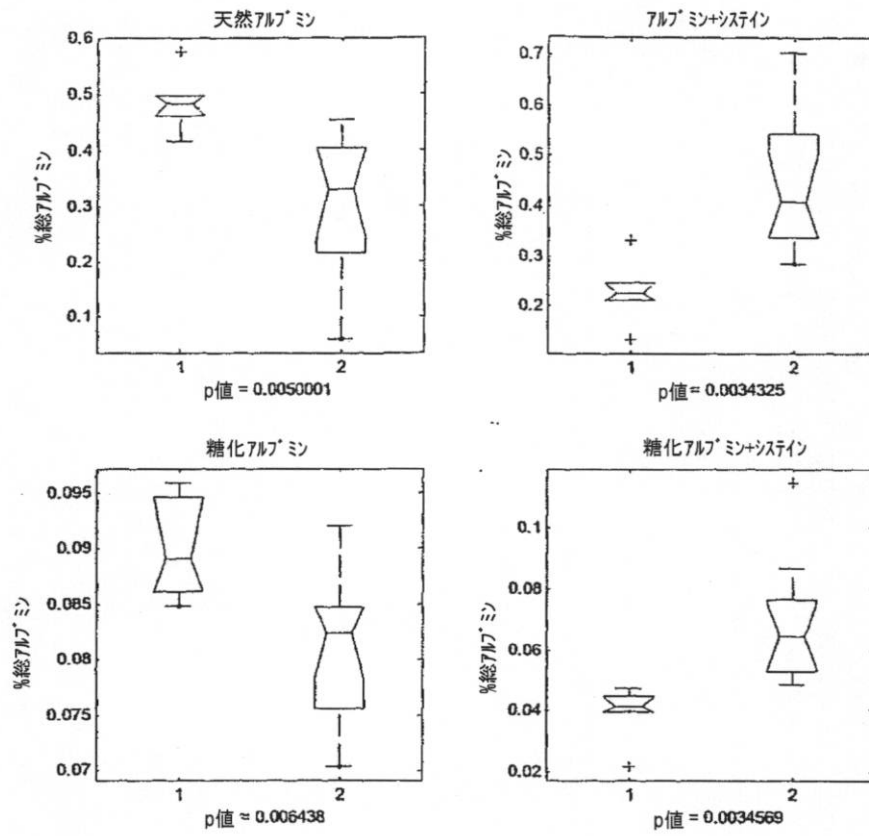 天然アルブミン
%総アルブミン
0.6
0.5
0.4
0.3
0.2
0.1
1 2
p値 = 0.0050001
アルブミン+システイン
%総アルブミン
0.7
0.6
0.5
0.4
0.3
0.2
1 2
p値 = 0.0034325
糖化アルブミン
%総アルブミン
0.095
0.09
0.085
0.08
0.075
0.07
1 2
p値 = 0.006438
糖化アルブミン+システイン
%総アルブミン
0.1
0.08
0.06
0.04
0.02
1 2
p値 = 0.0034569